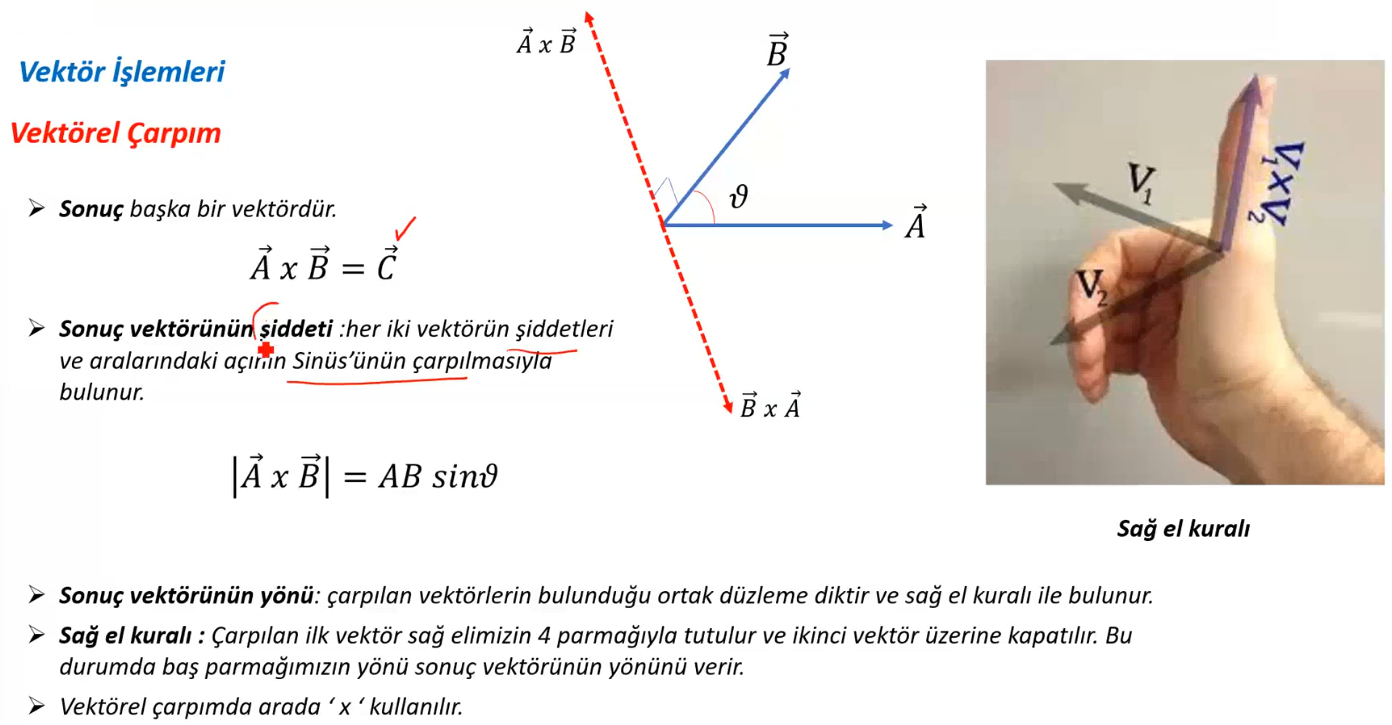 Vektör İşlemleri
Vektörel Çarpım
➢ Sonuç başka bir vektördür.
A⃗ x B⃗ = C⃗
➢ Sonuç vektörünün şiddeti :her iki vektörün şiddetleri
ve aralarındaki açının Sinüs’ünün çarpılmasıyla
bulunur.
|A⃗ x B⃗| = AB sinϑ
A⃗ x B⃗
B⃗
ϑ
A⃗
B⃗ x A⃗
V₁
V₂
V₁xV₂
Sağ el kuralı
➢ Sonuç vektörünün yönü: çarpılan vektörlerin bulunduğu ortak düzleme diktir ve sağ el kuralı ile bulunur.
➢ Sağ el kuralı : Çarpılan ilk vektör sağ elimizin 4 parmağıyla tutulur ve ikinci vektör üzerine kapatılır. Bu
durumda baş parmağımızın yönü sonuç vektörünün yönünü verir.
➢ Vektörel çarpımda arada ‘ x ‘ kullanılır.